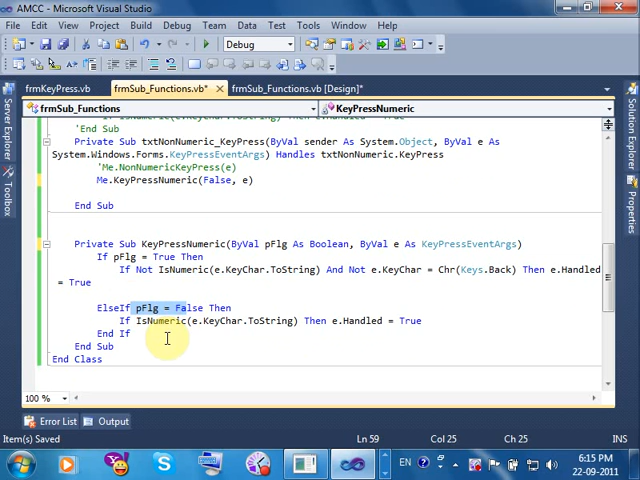 AMCC - Microsoft Visual Studio
File Edit View Project Build Debug Team Data Tools Test Window Help
Debug
frmKeyPress.vb frmSub_Functions.vb* frmSub_Functions.vb [Design]*
frmSub_Functions KeyPressNumeric
'End Sub
Private Sub txtNonNumeric_KeyPress(ByVal sender As System.Object, ByVal e As
System.Windows.Forms.KeyPressEventArgs) Handles txtNonNumeric.KeyPress
'Me.NonNumericKeyPress(e)
Me.KeyPressNumeric(False, e)
End Sub
Private Sub KeyPressNumeric(ByVal pFlg As Boolean, ByVal e As KeyPressEventArgs)
If pFlg = True Then
If Not IsNumeric(e.KeyChar.ToString) And Not e.KeyChar = Chr(Keys.Back) Then e.Handled
= True
ElseIf pFlg = False Then
If IsNumeric(e.KeyChar.ToString) Then e.Handled = True
End If
End Sub
End Class
100 %
Error List Output
Item(s) Saved Ln 59 Col 25 Ch 25 INS
EN 6:15 PM
22-09-2011
Server Explorer
Toolbox
Solution Explorer
Properties